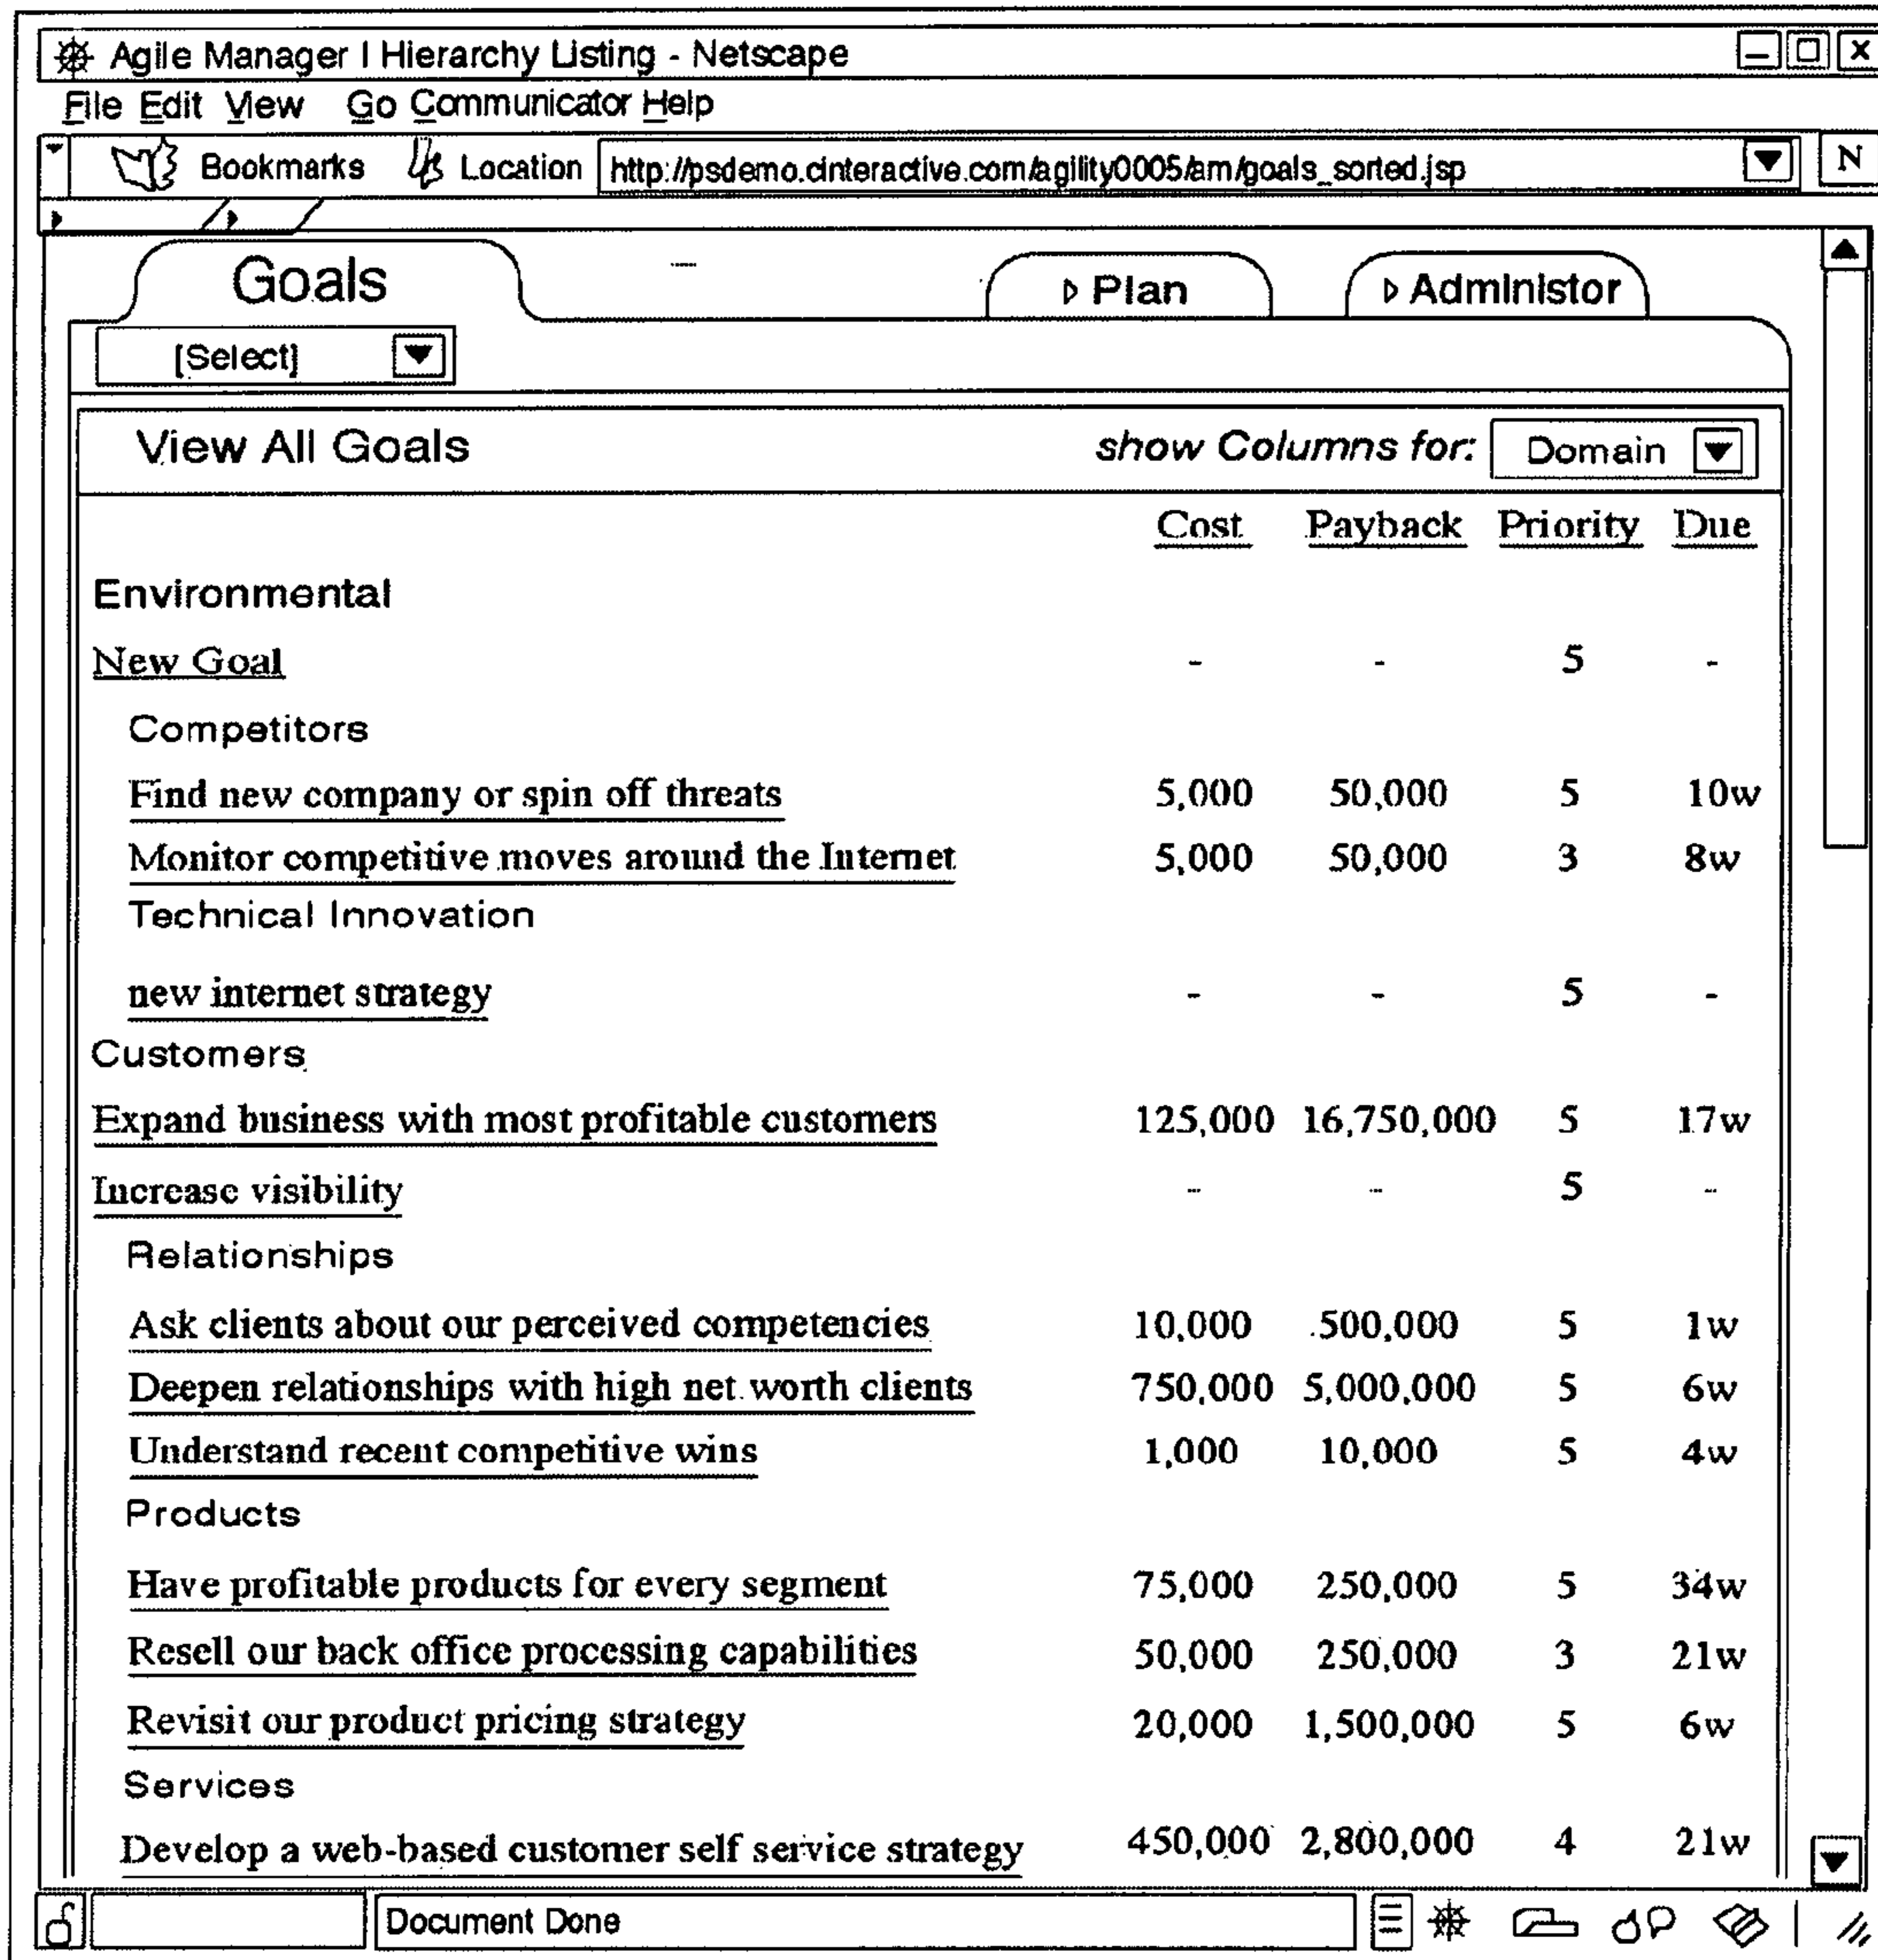 Agile Manager I Hierarchy Listing - Netscape
File Edit View Go Communicator Help
Bookmarks Location http://psdemo.cinteractive.com/agility0005/am/goals_sorted.jsp N
Goals Plan Administor
[Select]
View All Goals show Columns for: Domain
Cost Payback Priority Due
Environmental
New Goal - - 5 -
Competitors
Find new company or spin off threats 5,000 50,000 5 10w
Monitor competitive moves around the Internet 5,000 50,000 3 8w
Technical Innovation
new internet strategy - - 5 -
Customers
Expand business with most profitable customers 125,000 16,750,000 5 17w
Increase visibility - - 5 -
Relationships
Ask clients about our perceived competencies 10,000 500,000 5 1w
Deepen relationships with high net worth clients 750,000 5,000,000 5 6w
Understand recent competitive wins 1,000 10,000 5 4w
Products
Have profitable products for every segment 75,000 250,000 5 34w
Resell our back office processing capabilities 50,000 250,000 3 21w
Revisit our product pricing strategy 20,000 1,500,000 5 6w
Services
Develop a web-based customer self service strategy 450,000 2,800,000 4 21w
Document Done